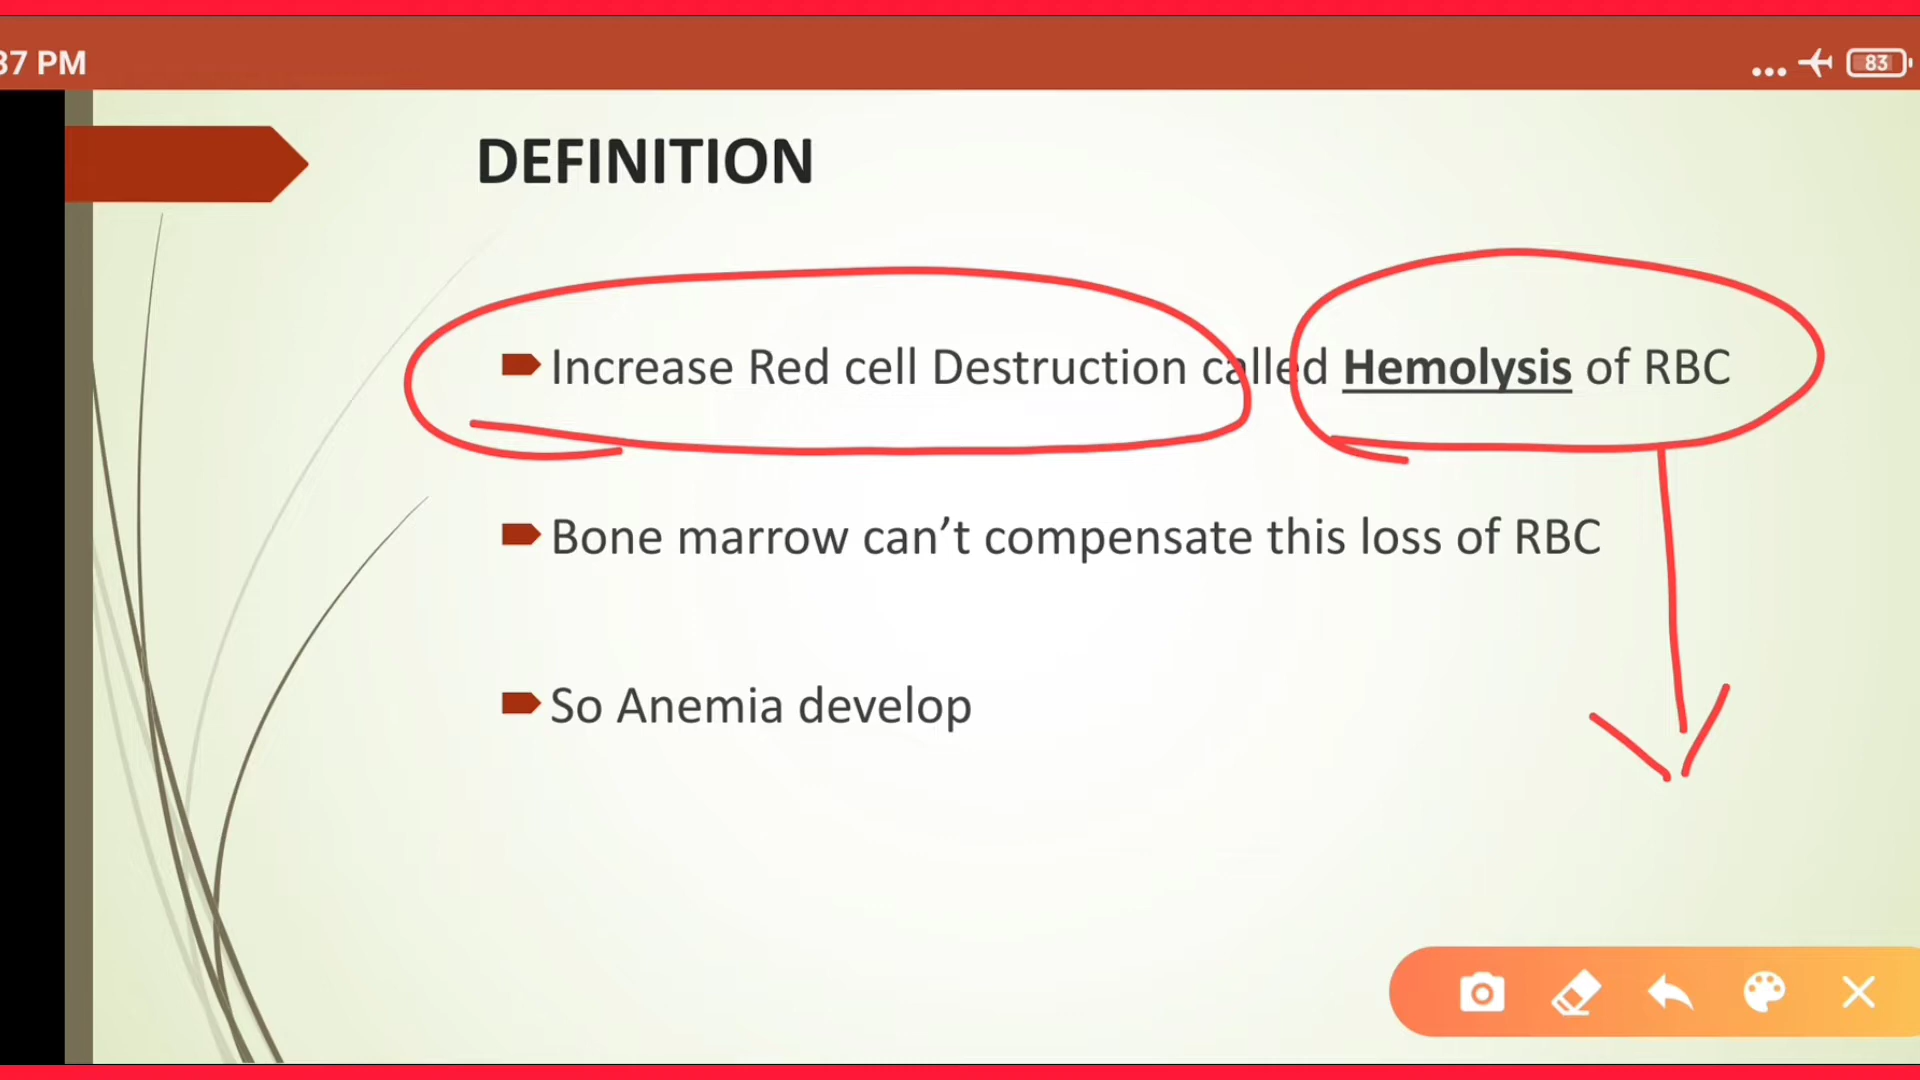 37 PM
83
DEFINITION
Increase Red cell Destruction called Hemolysis of RBC
Bone marrow can’t compensate this loss of RBC
So Anemia develop